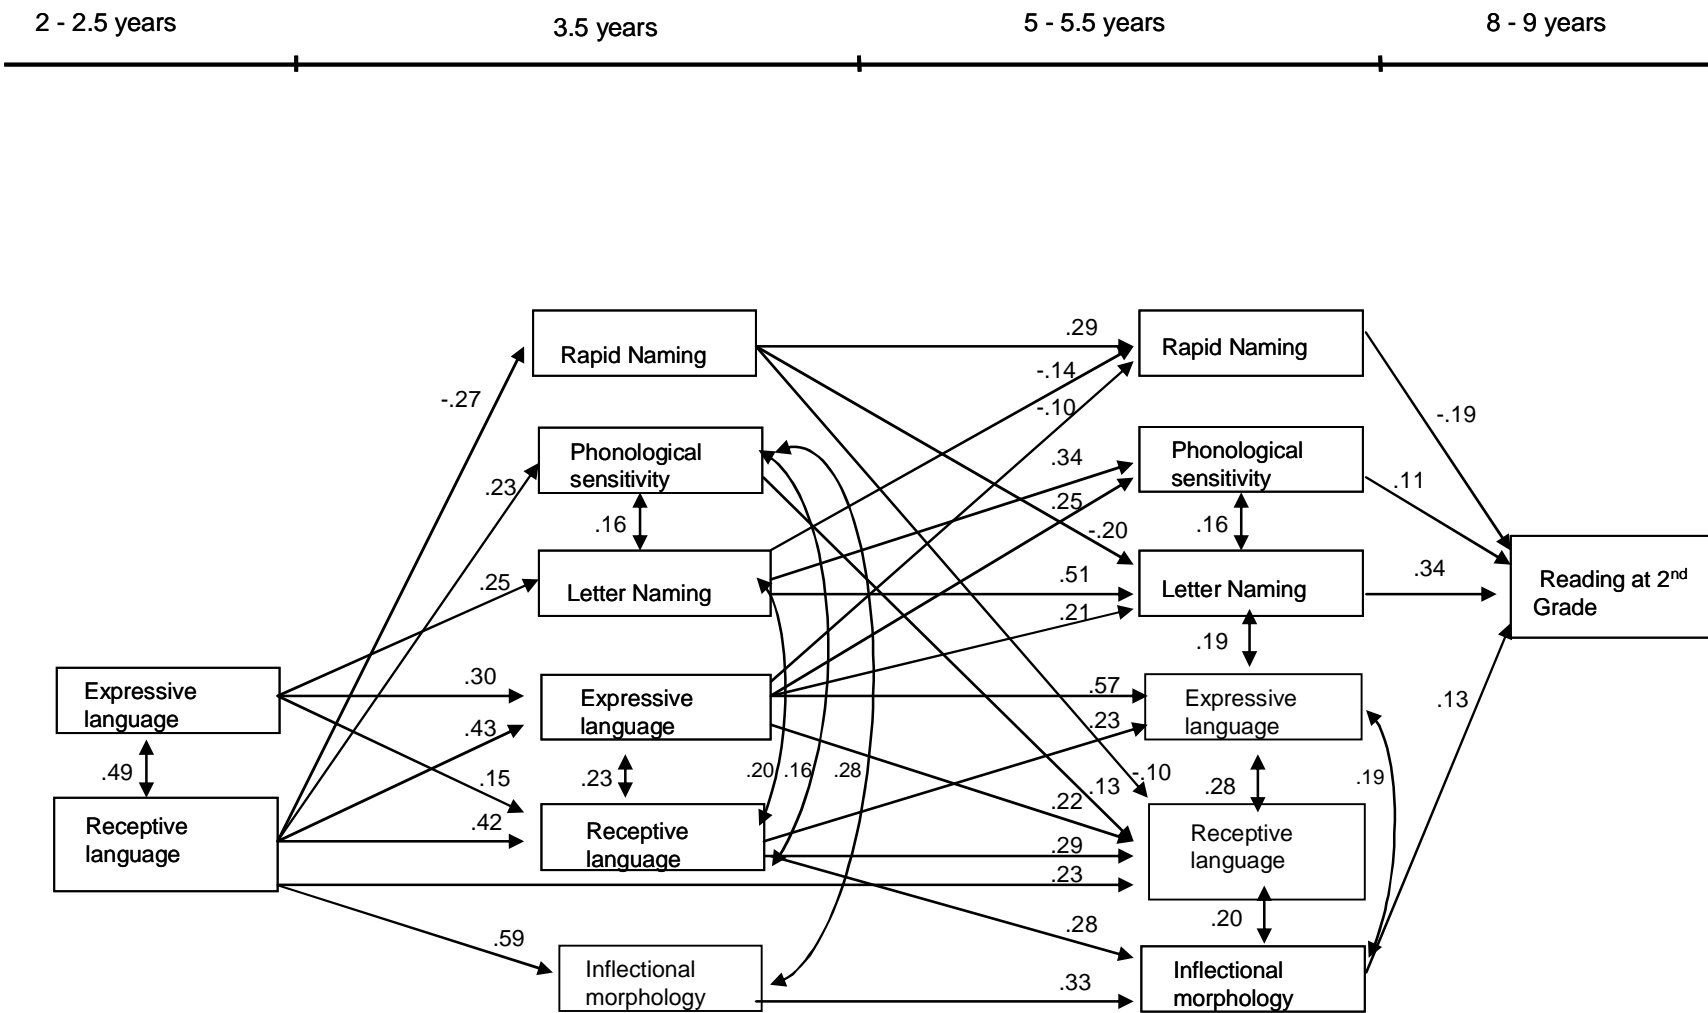 2 - 2.5 years
3.5 years
5 - 5.5 years
8 - 9 years
Rapid Naming
.29
Rapid Naming
-.14
-.27
-.10
-.19
Phonological
sensitivity
.34
Phonological
sensitivity
.23
.25
.11
.16
-.20
.16
.25
Letter Naming
.51
Letter Naming
.34
Reading at 2nd
Grade
.21
.19
Expressive
language
.30
Expressive
language
.57
Expressive
language
.13
.43
.23
.49
.15
.23
.20
.16
.28
-.10
.13
.28
.19
.22
Receptive
language
.42
Receptive
language
.29
Receptive
language
.23
.59
.28
.20
Inflectional
morphology
.33
Inflectional
morphology